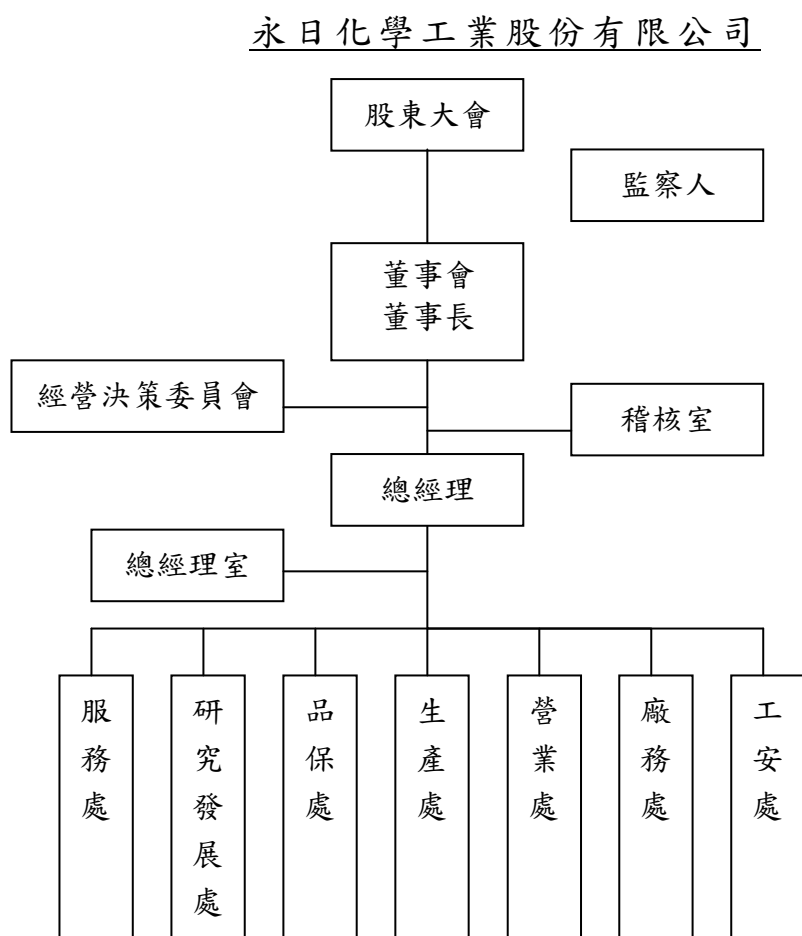 永日化學工業股份有限公司
股東大會
監察人
董事會
董事長
經營決策委員會
稽核室
總經理
總經理室
服務處
研究發展處
品保處
生產處
營業處
廠務處
工安處